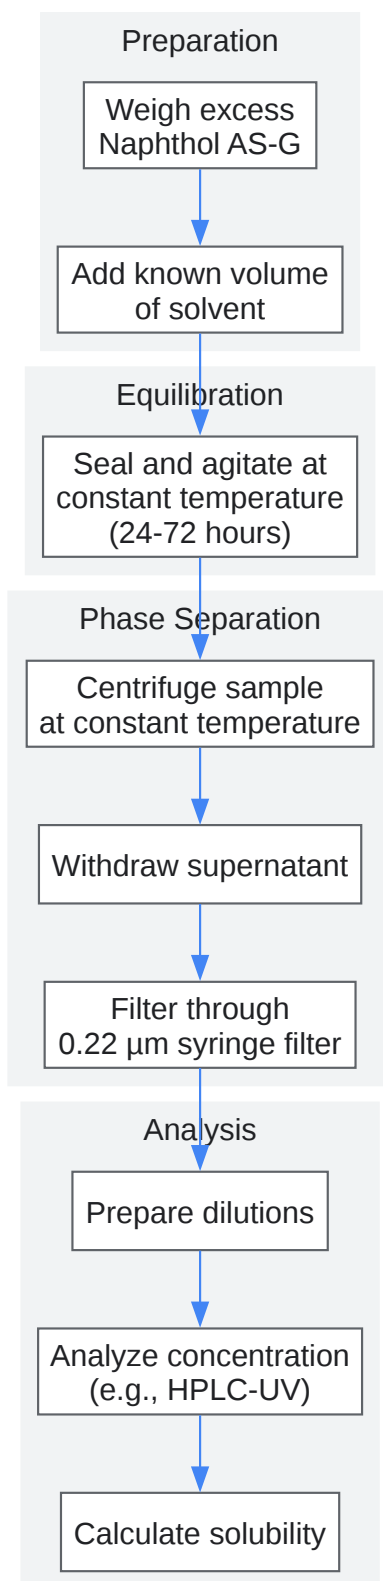 Preparation
Weigh excess
Naphthol AS-G
Add known volume
of solvent
Equilibration
Seal and agitate at
constant temperature
(24-72 hours)
Phase Separation
Centrifuge sample
at constant temperature
Withdraw supernatant
Filter through
0.22 µm syringe filter
Analysis
Prepare dilutions
Analyze concentration
(e.g., HPLC-UV)
Calculate solubility